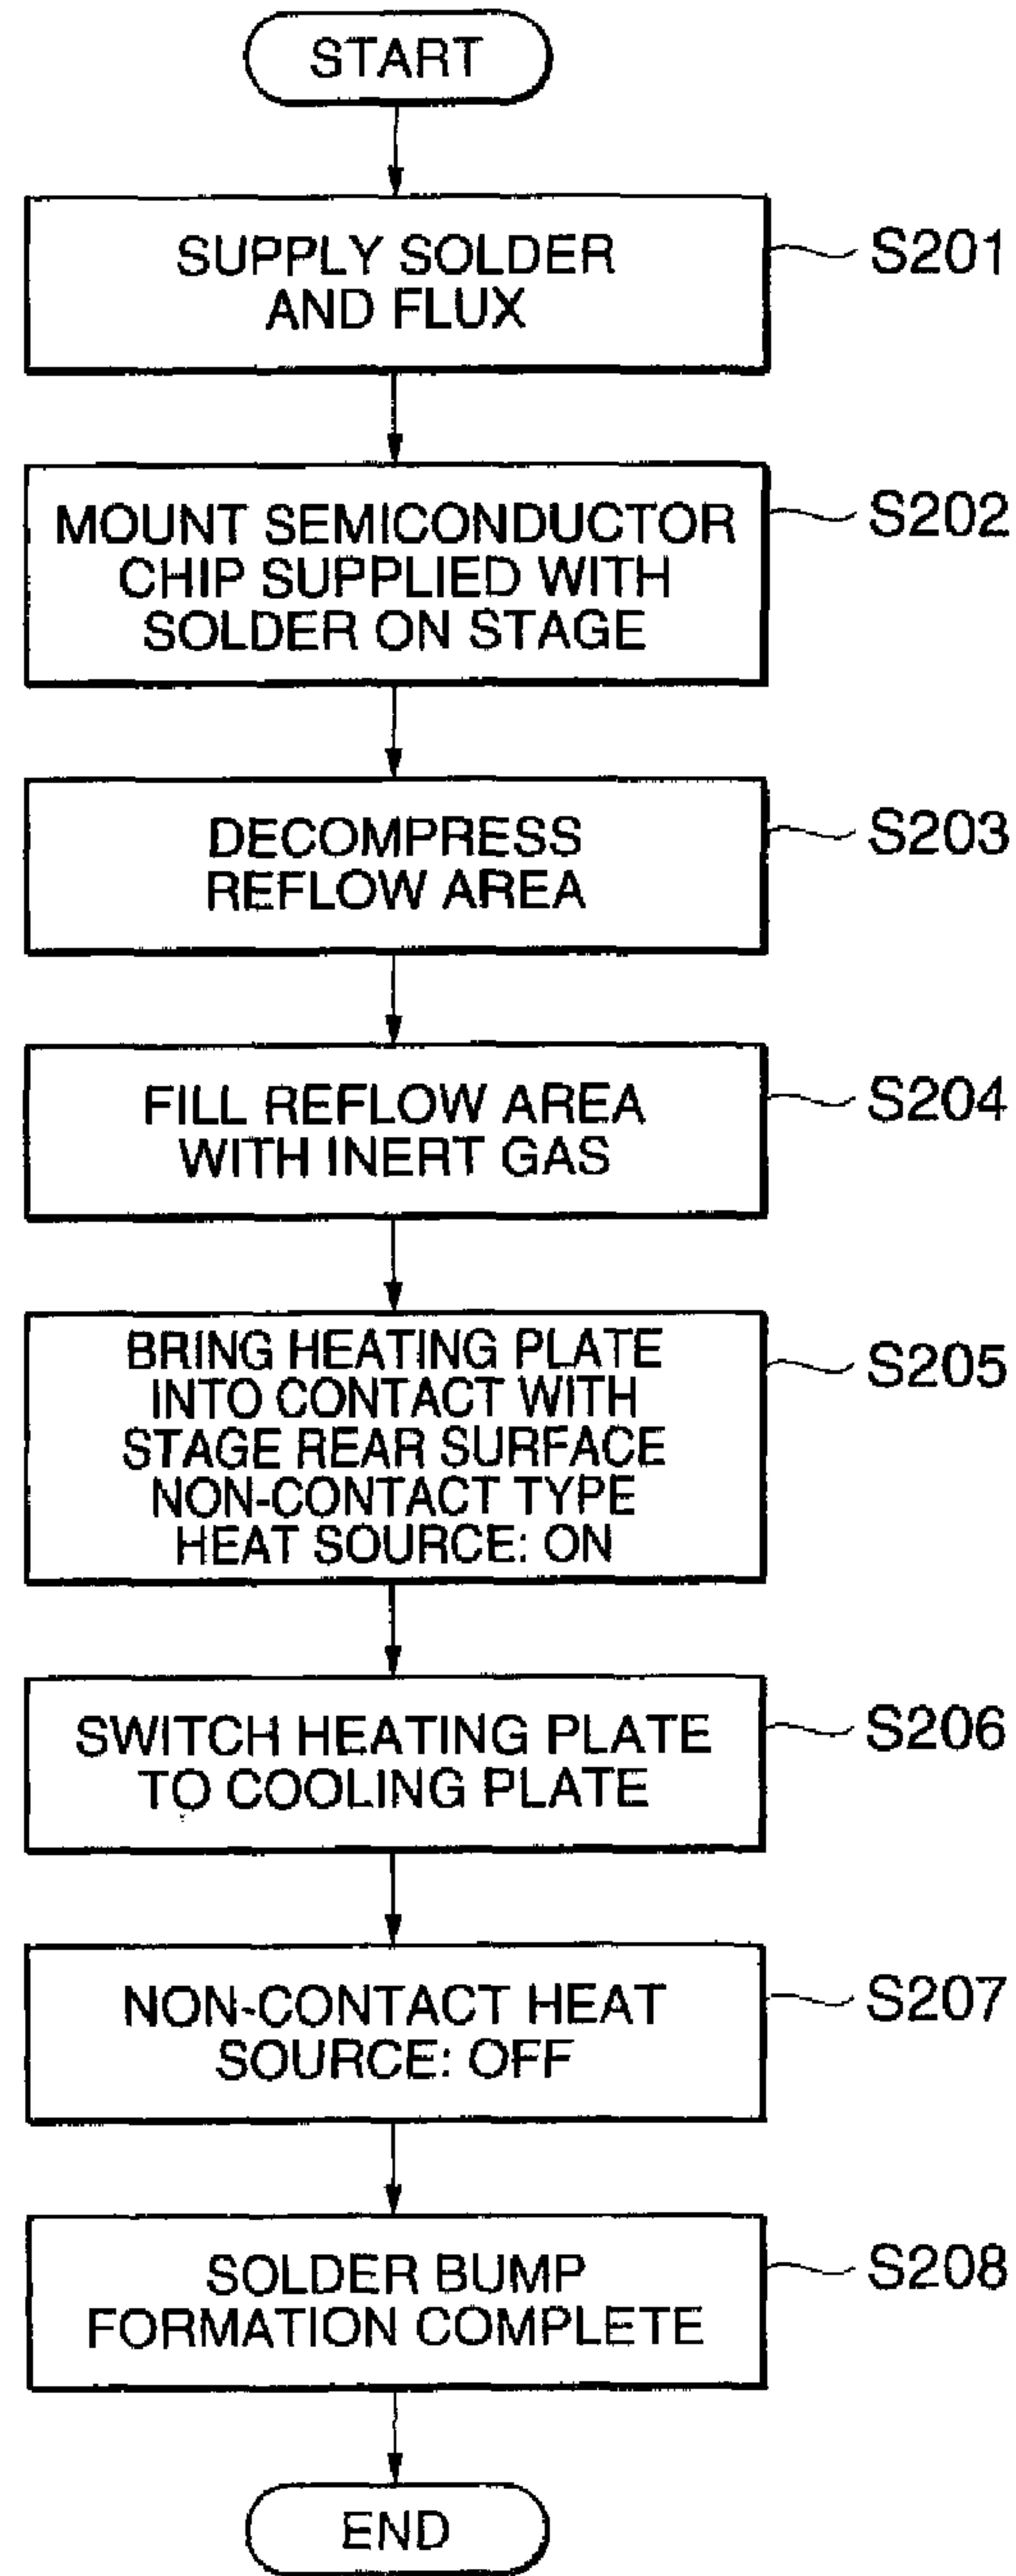 START
SUPPLY SOLDER
AND FLUX
S201
MOUNT SEMICONDUCTOR
CHIP SUPPLIED WITH
SOLDER ON STAGE
S202
DECOMPRESS
REFLOW AREA
S203
FILL REFLOW AREA
WITH INERT GAS
S204
BRING HEATING PLATE
INTO CONTACT WITH
STAGE REAR SURFACE
NON-CONTACT TYPE
HEAT SOURCE: ON
S205
SWITCH HEATING PLATE
TO COOLING PLATE
S206
NON-CONTACT HEAT
SOURCE: OFF
S207
SOLDER BUMP
FORMATION COMPLETE
S208
END